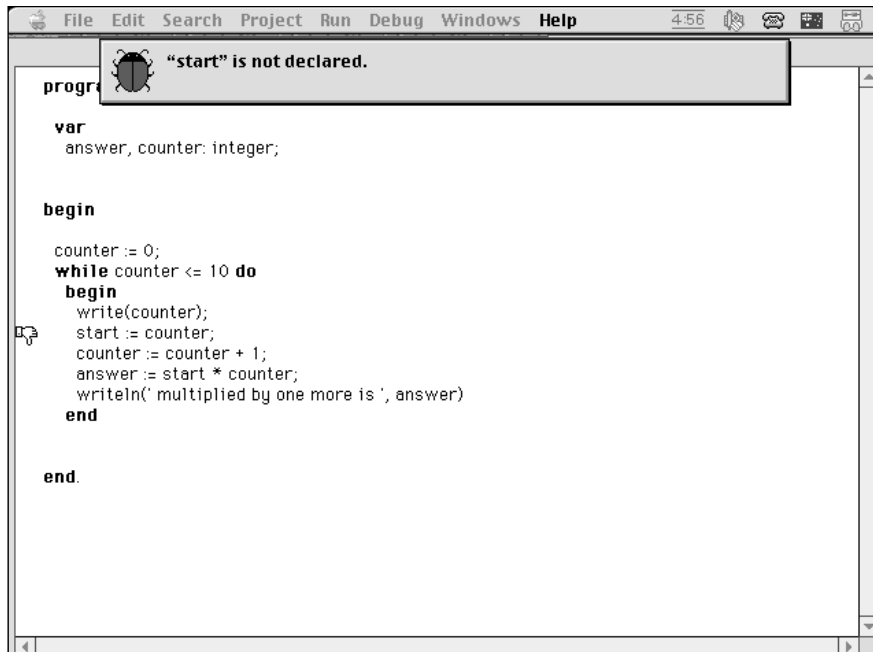 File Edit Search Project Run Debug Windows Help 4:56
“start” is not declared.
progra
var
answer, counter: integer;
begin
counter := 0;
while counter <= 10 do
begin
write(counter);
start := counter;
counter := counter + 1;
answer := start * counter;
writeln(' multiplied by one more is ', answer)
end
end.